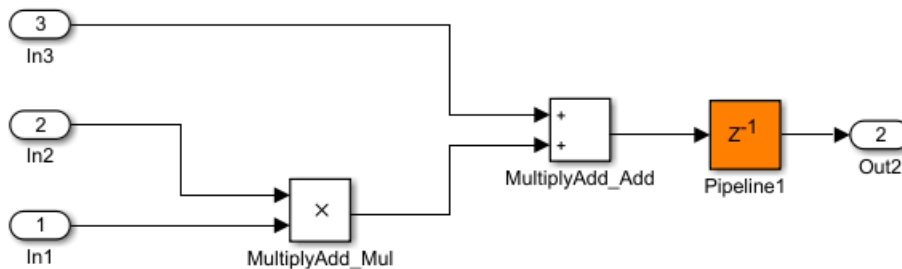 3
In3
2
In2
1
In1
×
MultiplyAdd_Mul
+
+
MultiplyAdd_Add
Z-1
Pipeline1
2
Out2